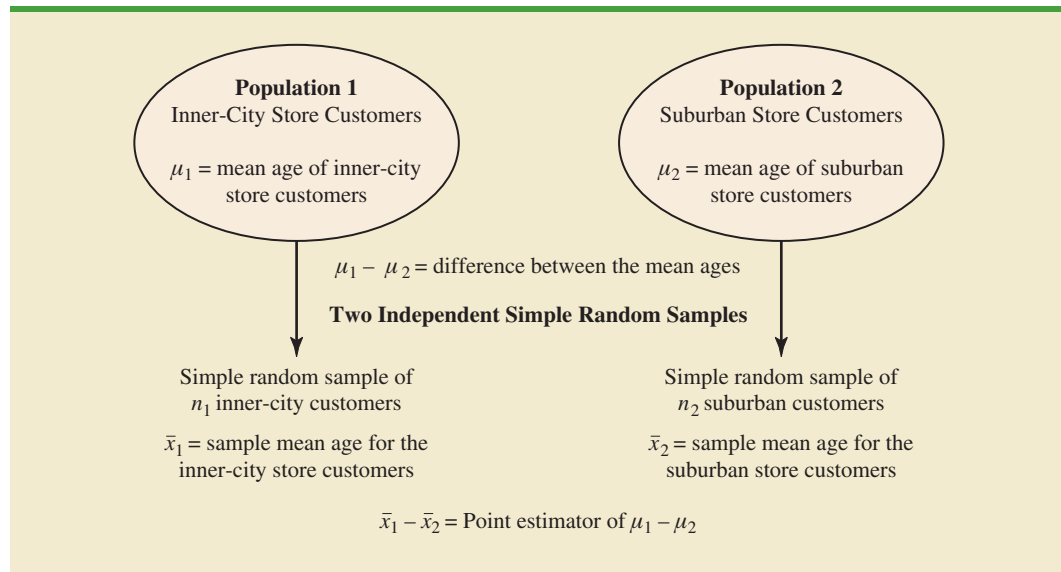 Population 1
Inner-City Store Customers
μ1 = mean age of inner-city
store customers
Population 2
Suburban Store Customers
μ2 = mean age of suburban
store customers
μ1 – μ2 = difference between the mean ages
Two Independent Simple Random Samples
Simple random sample of
n1 inner-city customers
x̄1 = sample mean age for the
inner-city store customers
Simple random sample of
n2 suburban customers
x̄2 = sample mean age for the
suburban store customers
x̄1 – x̄2 = Point estimator of μ1 – μ2